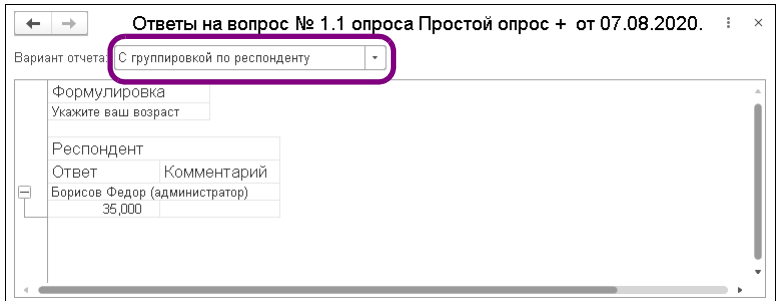 Ответы на вопрос № 1.1 опроса Простой опрос + от 07.08.2020.
Вариант отчета: С группировкой по респонденту
Формулировка
Укажите ваш возраст
Респондент
Ответ Комментарий
Борисов Федор (администратор)
35,000